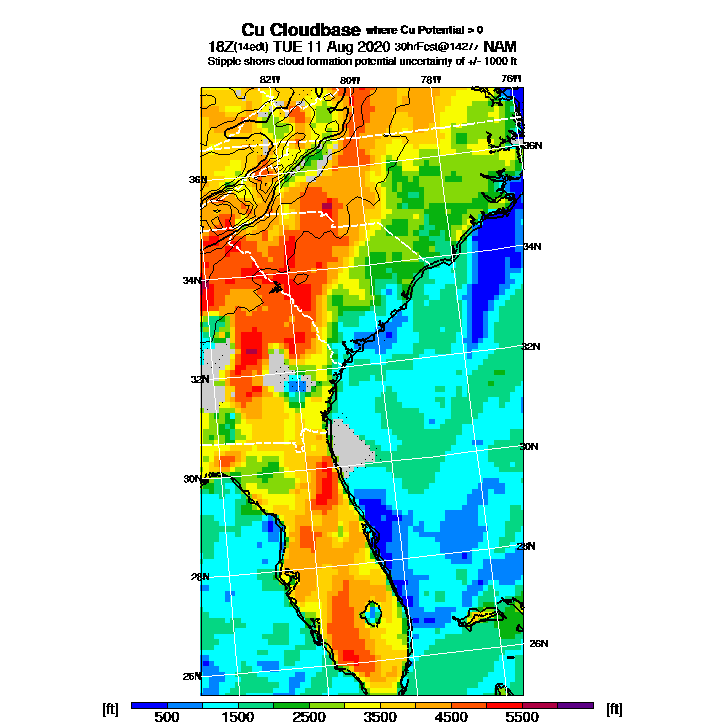 Cu Cloudbase where Cu Potential > 0
18Z(14edt) TUE 11 Aug 2020 30hrFcst@1427z NAM
Stipple shows cloud formation potential uncertainty of +/- 1000 ft
82W 80W 78W 76W
36N
36N
34N
34N
32N
32N
30N
30N
28N
28N
26N
26N
[ft] 500 1500 2500 3500 4500 5500 [ft]